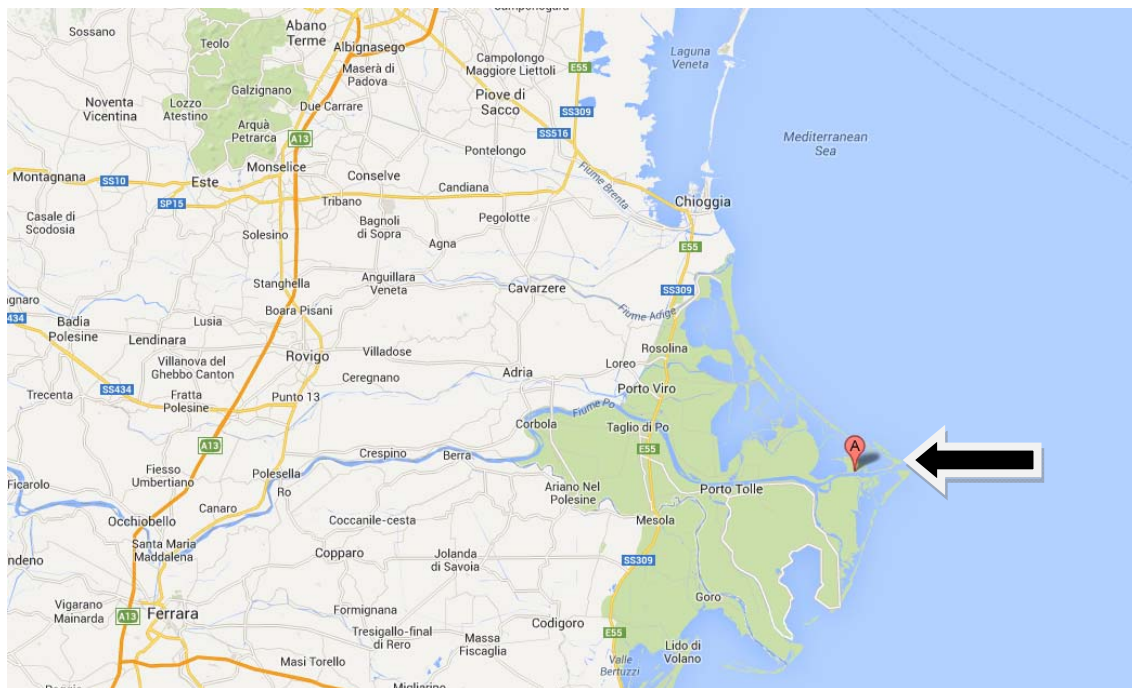 Sossano
Abano
Terme
Camponogara
Teolo
Albignasego
Laguna
Veneta
Maserà di
Padova
Campolongo
Maggiore Liettoli
E55
Galzignano
Noventa
Vicentina
Lozzo
Atestino
Due Carrare
Piove di
Sacco
SS309
Arquà
Petrarca
A13
SS516
Mediterranean
Sea
Pontelongo
Monselice
Montagnana
SS10
Este
Conselve
Candiana
Fiume Brenta
SP15
Tribano
Chioggia
Casale di
Scodosia
Bagnoli
di Sopra
Pegolotte
Solesino
Agna
E55
Stanghella
Anguillara
Veneta
Cavarzere
SS309
gnaro
434
Badia
Polesine
Lusia
Boara Pisani
Fiume Adige
Lendinara
Rosolina
Villanova del
Ghebbo Canton
Rovigo
Villadose
Loreo
Adria
Ceregnano
Porto Viro
Trecenta
SS434
Fratta
Polesine
Punto 13
Fiume Po
Corbola
Taglio di Po
A13
E55
A
Crespino
Berra
Fiesso
Umbertiano
Polesella
Ficarolo
Ro
Ariano Nel
Polesine
Porto Tolle
Canaro
Occhiobello
Coccanile-cesta
Mesola
Santa Maria
Maddalena
ndeno
Copparo
Jolanda
di Savoia
SS309
Vigarano
Mainarda
A13
Ferrara
Formignana
Goro
Codigoro
Tresigallo-final
di Rero
Massa
Fiscaglia
E55
Lido di
Volano
Masi Torello
Valle
Bertuzzi
Migliarino